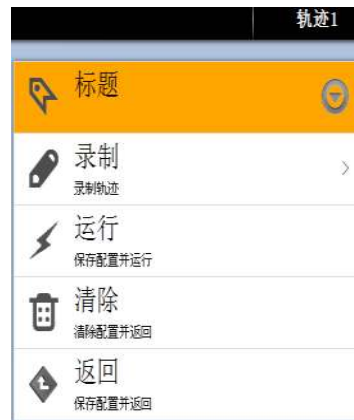 轨迹1
标题
录制
录制轨迹
运行
保存配置并运行
清除
清除配置并返回
返回
保存配置并返回